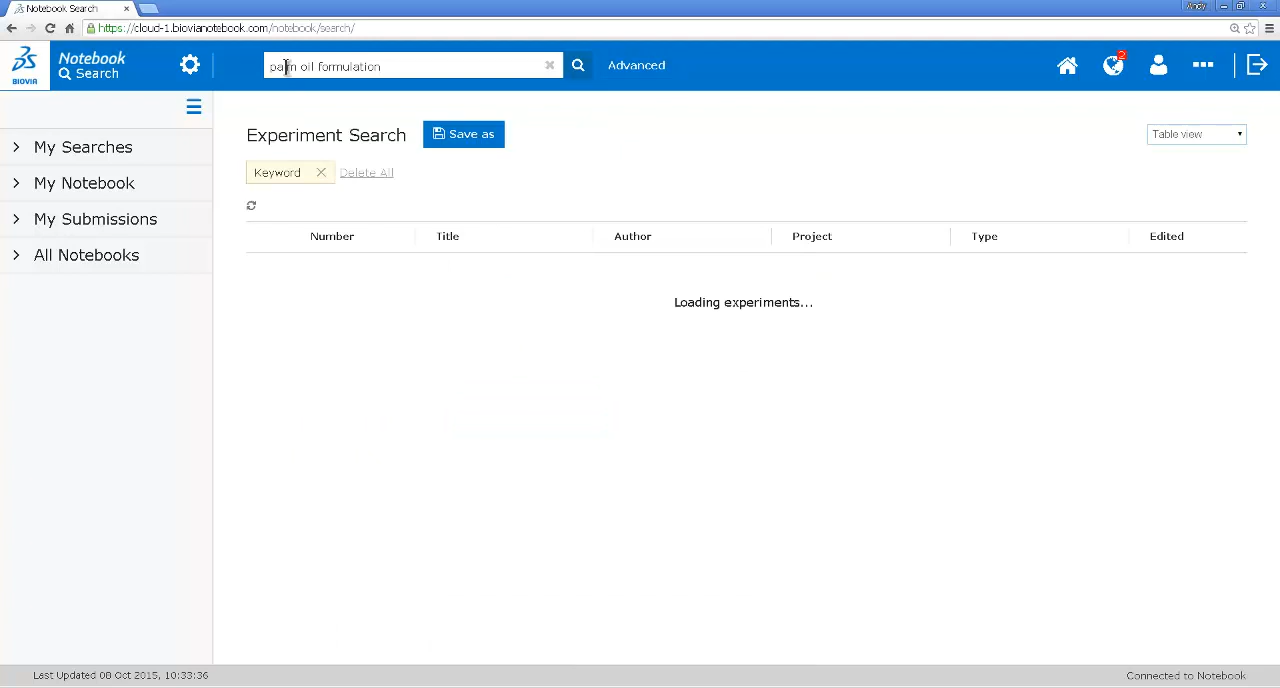 Notebook Search
Andy
https://cloud-1.biovianotebook.com/notebook/search/
BIOVIA
Notebook
Search
palm oil formulation
Advanced
2
My Searches
My Notebook
My Submissions
All Notebooks
Experiment Search
Save as
Table view
Keyword
Delete All
Number Title Author Project Type Edited
Loading experiments...
Last Updated 08 Oct 2015, 10:33:36
Connected to Notebook